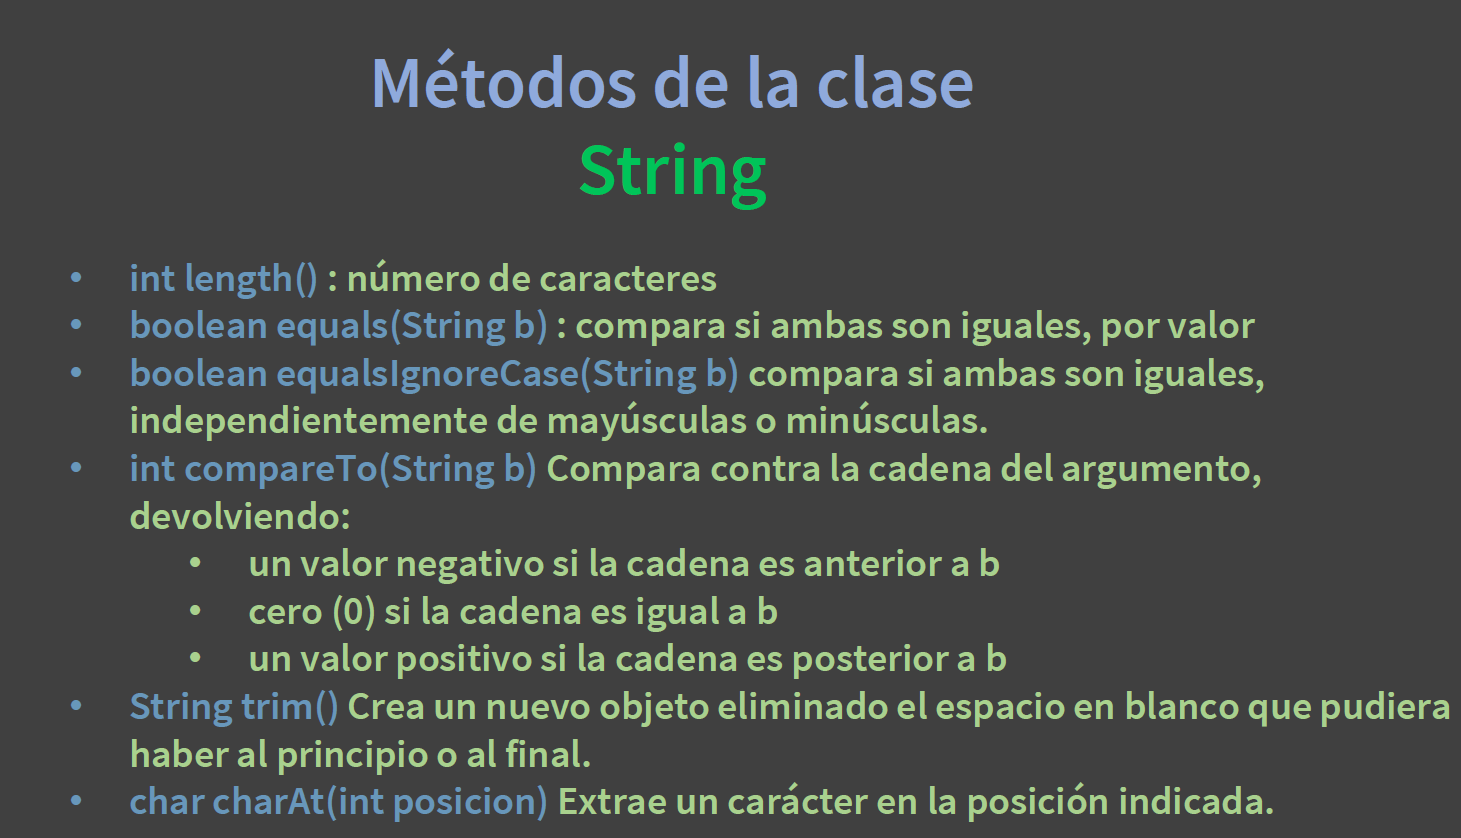 Métodos de la clase
String
• int length() : número de caracteres
• boolean equals(String b) : compara si ambas son iguales, por valor
• boolean equalsIgnoreCase(String b) compara si ambas son iguales,
independientemente de mayúsculas o minúsculas.
• int compareTo(String b) Compara contra la cadena del argumento,
devolviendo:
• un valor negativo si la cadena es anterior a b
• cero (0) si la cadena es igual a b
• un valor positivo si la cadena es posterior a b
• String trim() Crea un nuevo objeto eliminado el espacio en blanco que pudiera
haber al principio o al final.
• char charAt(int posicion) Extrae un carácter en la posición indicada.